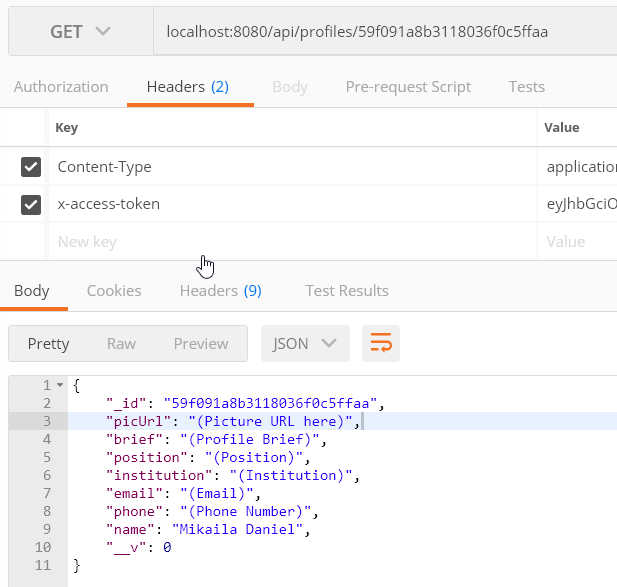 GET localhost:8080/api/profiles/59f091a8b3118036f0c5ffaa
Authorization Headers (2) Body Pre-request Script Tests
Key Value
Content-Type applicatio
x-access-token eyJhbGciO
New key Value
Body Cookies Headers (9) Test Results
Pretty Raw Preview JSON
1 {
2 "_id": "59f091a8b3118036f0c5ffaa",
3 "picUrl": "(Picture URL here)",
4 "brief": "(Profile Brief)",
5 "position": "(Position)",
6 "institution": "(Institution)",
7 "email": "(Email)",
8 "phone": "(Phone Number)",
9 "name": "Mikaila Daniel",
10 "__v": 0
11 }